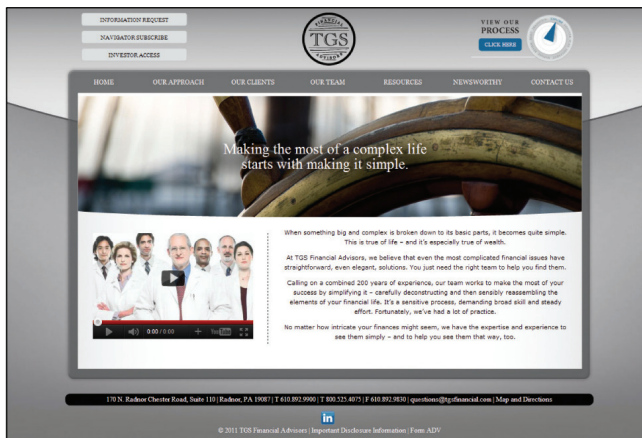 INFORMATION REQUEST
NAVIGATOR SUBSCRIBE
INVESTOR ACCESS
FINANCIAL
TGS
ADVISORS
VIEW OUR
PROCESS
CLICK HERE
HOME OUR APPROACH OUR CLIENTS OUR TEAM RESOURCES NEWSWORTHY CONTACT US
Making the most of a complex life
starts with making it simple.
When something big and complex is broken down to its basic parts, it becomes quite simple.
This is true of life – and it's especially true of wealth.
At TGS Financial Advisors, we believe that even the most complicated financial issues have
straightforward, even elegant, solutions. You just need the right team to help you find them.
Calling on a combined 200 years of experience, our team works to make the most of your
success by simplifying it – carefully deconstructing and then sensibly reassembling the
elements of your financial life. It's a sensitive process, demanding broad skill and steady
effort. Fortunately, we've had a lot of practice.
No matter how intricate your finances might seem, we have the expertise and experience to
see them simply – and to help you see them that way, too.
0:00 / 0:00
YouTube
170 N. Radnor Chester Road, Suite 110 | Radnor, PA 19087 | T 610.892.9900 | T 800.525.4075 | F 610.892.9830 | questions@tgsfinancial.com | Map and Directions
in
© 2011 TGS Financial Advisors | Important Disclosure Information | Form ADV